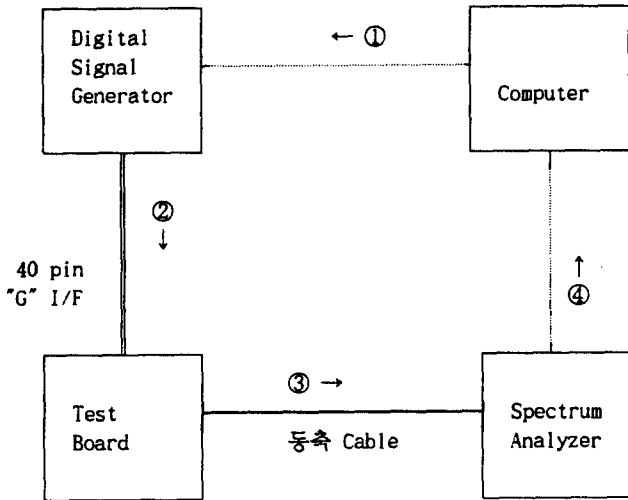 Digital
Signal
Generator
← ①
Computer
②
↓
40 pin
"G" I/F
↑
④
Test
Board
③ →
동축 Cable
Spectrum
Analyzer